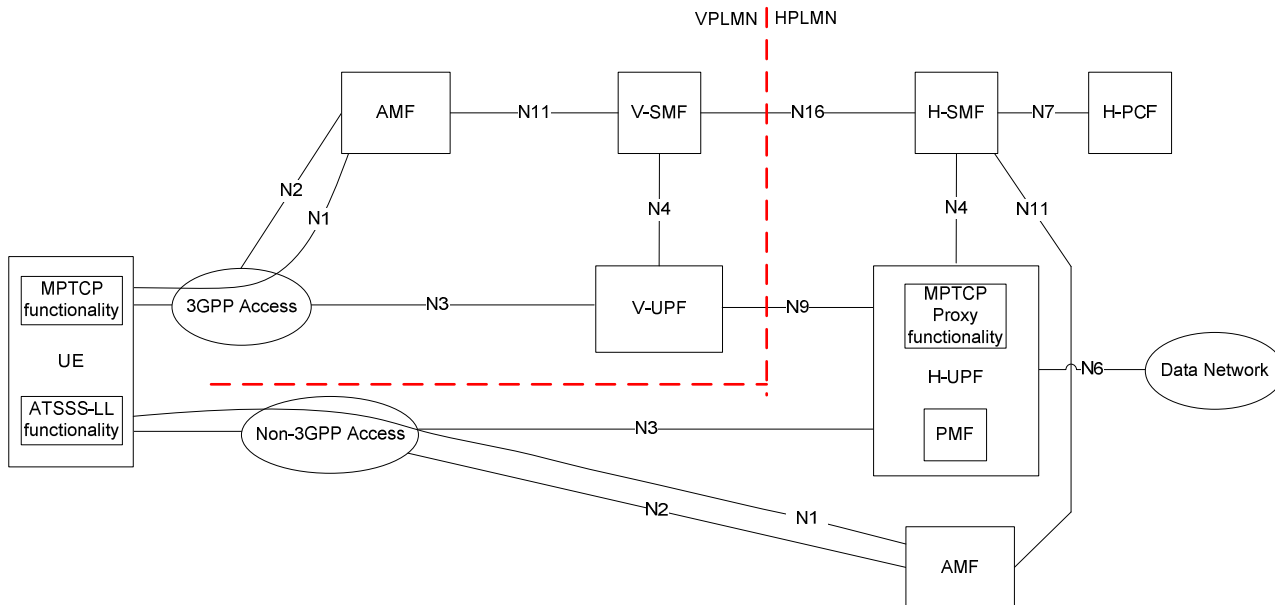 VPLMN HPLMN
AMF
N11
V-SMF
N16
H-SMF
N7
H-PCF
N2
N1
N4
N4
N11
MPTCP
functionality
3GPP Access
N3
V-UPF
N9
MPTCP
Proxy
functionality
UE
H-UPF
N6
Data Network
ATSSS-LL
functionality
Non-3GPP Access
N3
PMF
N2
N1
AMF